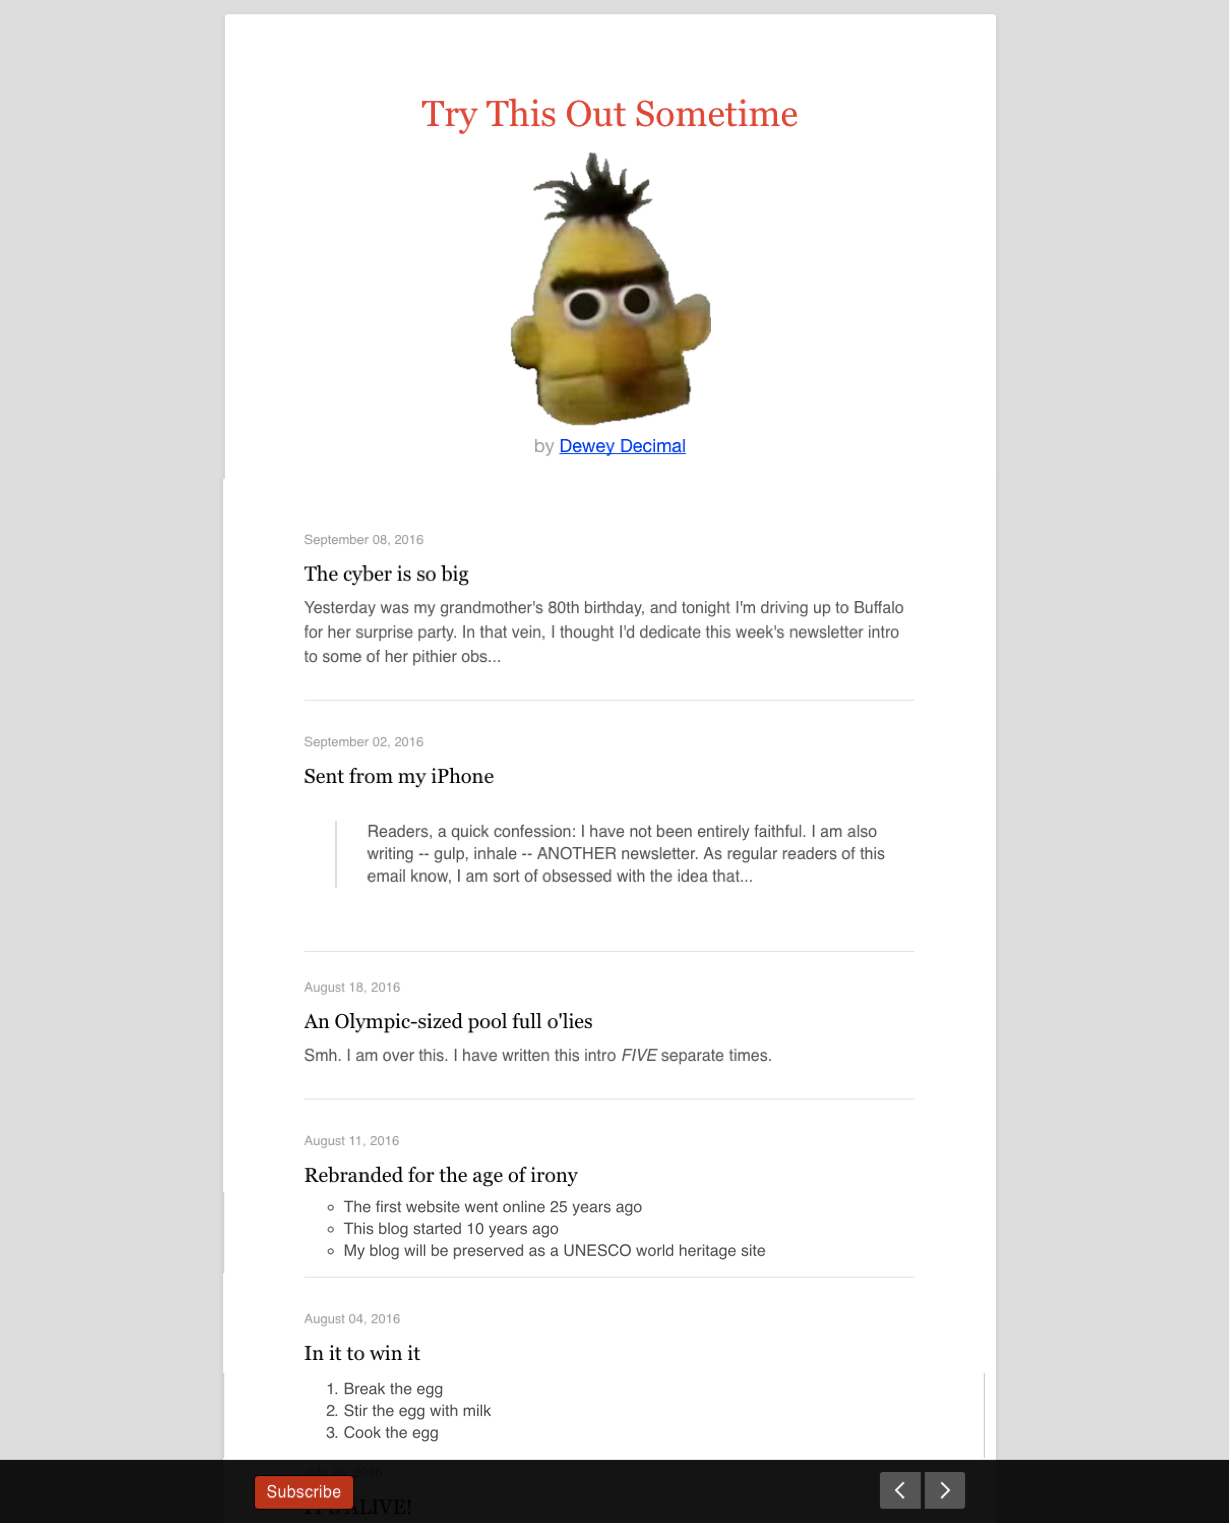 Try This Out Sometime
by Dewey Decimal
September 08, 2016
The cyber is so big
Yesterday was my grandmother's 80th birthday, and tonight I'm driving up to Buffalo
for her surprise party. In that vein, I thought I'd dedicate this week's newsletter intro
to some of her pithier obs...
September 02, 2016
Sent from my iPhone
Readers, a quick confession: I have not been entirely faithful. I am also
writing -- gulp, inhale -- ANOTHER newsletter. As regular readers of this
email know, I am sort of obsessed with the idea that...
August 18, 2016
An Olympic-sized pool full o'lies
Smh. I am over this. I have written this intro FIVE separate times.
August 11, 2016
Rebranded for the age of irony
The first website went online 25 years ago
This blog started 10 years ago
My blog will be preserved as a UNESCO world heritage site
August 04, 2016
In it to win it
1. Break the egg
2. Stir the egg with milk
3. Cook the egg
2016
ALIVE!
Subscribe